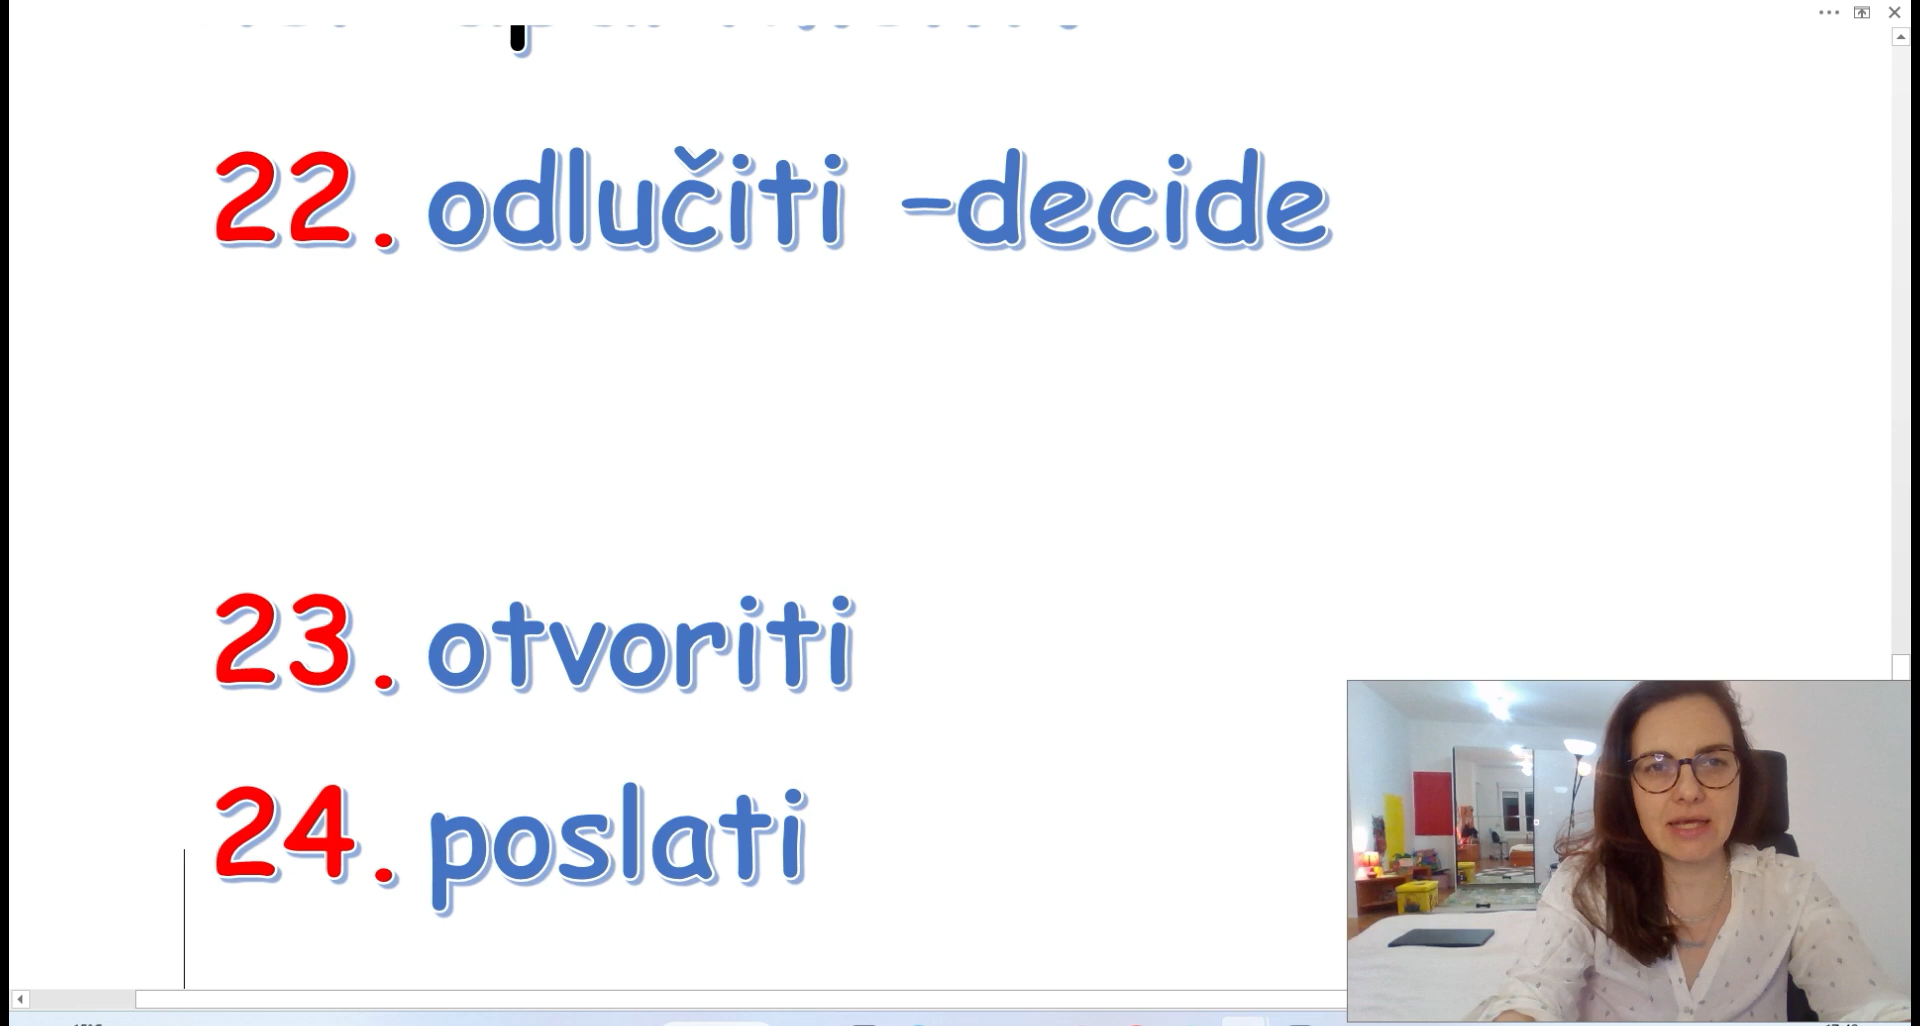 22. odlučiti -decide
23. otvoriti
24. poslati